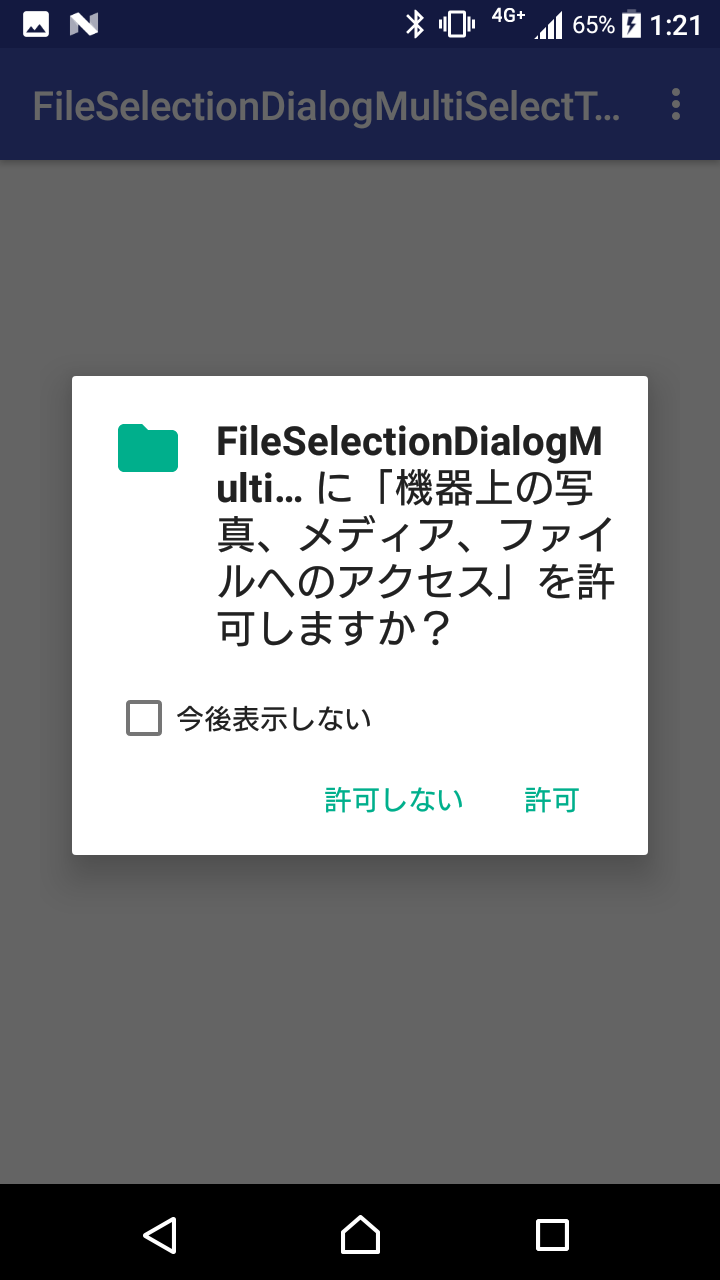 4G+ 65% 1:21
FileSelectionDialogMultiSelectT...
FileSelectionDialogM
ulti... に「機器上の写
真、メディア、ファイ
ルへのアクセス」を許
可しますか？
今後表示しない
許可しない 許可